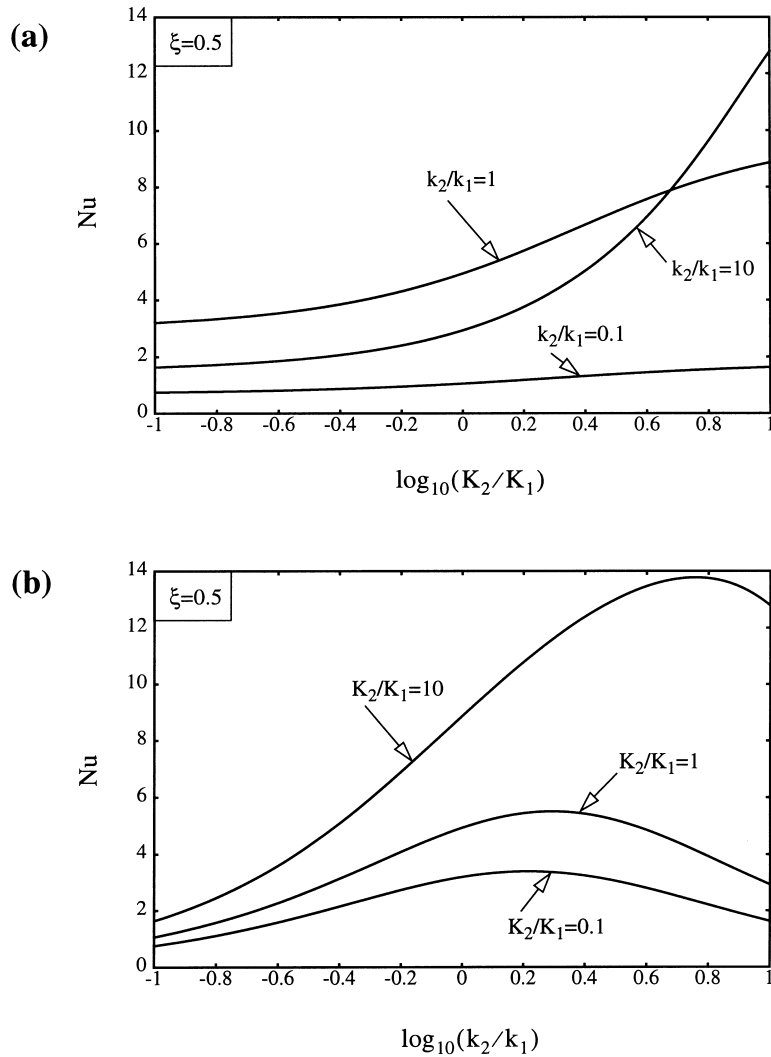 (a)
ξ=0.5
14
12
10
8
6
4
2
0
Nu
k₂/k₁=1
k₂/k₁=10
k₂/k₁=0.1
-1 -0.8 -0.6 -0.4 -0.2 0 0.2 0.4 0.6 0.8 1
log₁₀(K₂/K₁)
(b)
ξ=0.5
14
12
10
8
6
4
2
0
Nu
K₂/K₁=10
K₂/K₁=1
K₂/K₁=0.1
-1 -0.8 -0.6 -0.4 -0.2 0 0.2 0.4 0.6 0.8 1
log₁₀(k₂/k₁)